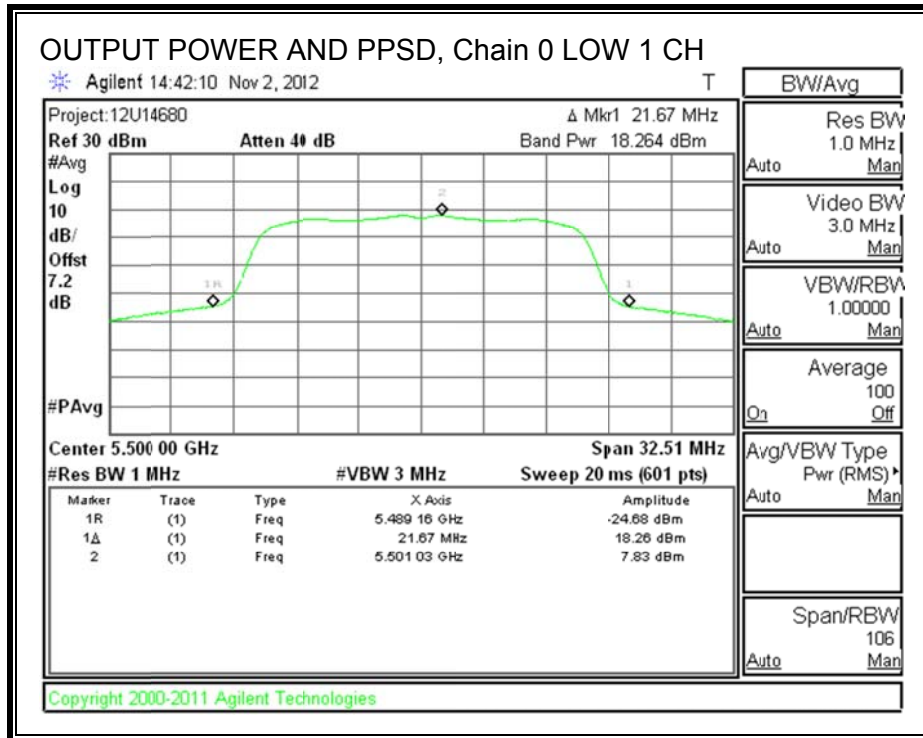 OUTPUT POWER AND PPSD, Chain 0 LOW 1 CH
Agilent 14:42:10 Nov 2, 2012 T
Project:12U14680 Δ Mkr1 21.67 MHz
Ref 30 dBm Atten 40 dB Band Pwr 18.264 dBm
#Avg
Log
10
dB/
Offst
7.2
dB
#PAvg
2
1R
1
Center 5.500 00 GHz Span 32.51 MHz
#Res BW 1 MHz #VBW 3 MHz Sweep 20 ms (601 pts)
Marker Trace Type X Axis Amplitude
1R (1) Freq 5.489 16 GHz -24.68 dBm
1Δ (1) Freq 21.67 MHz 18.26 dBm
2 (1) Freq 5.501 03 GHz 7.83 dBm
Copyright 2000-2011 Agilent Technologies
BW/Avg
Res BW
1.0 MHz
Auto Man
Video BW
3.0 MHz
Auto Man
VBW/RBW
1.00000
Auto Man
Average
100
On Off
Avg/VBW Type
Pwr (RMS)
Auto Man
Span/RBW
106
Auto Man